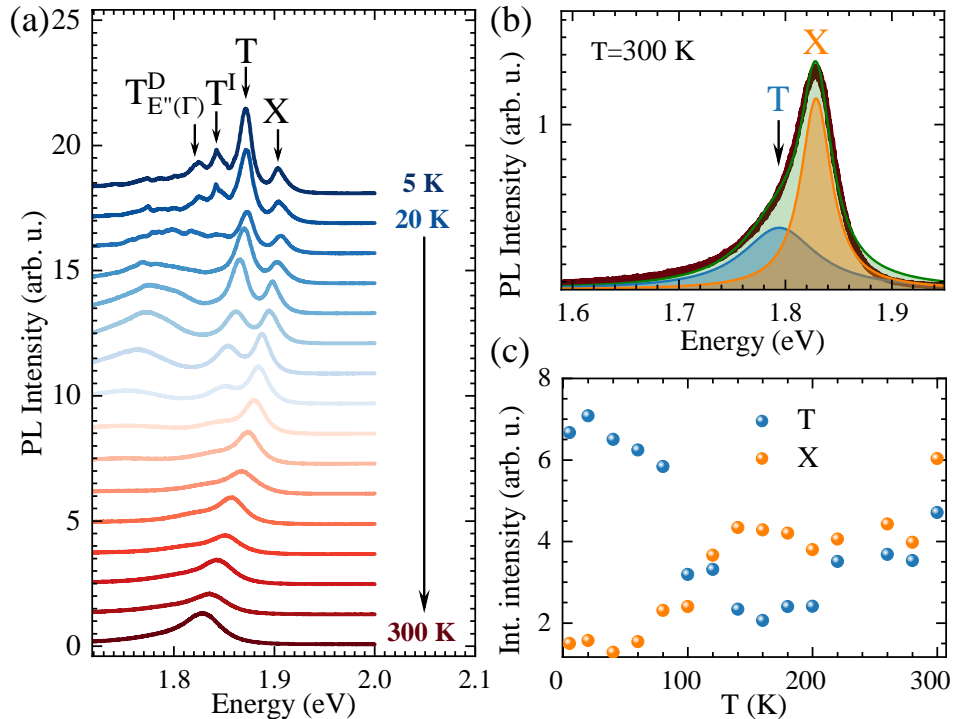 (a)
T^D_{E"(Γ)} T^I T X
5 K
20 K
300 K
PL Intensity (arb. u.)
25
20
15
10
5
0
1.8 1.9 2.0 2.1
Energy (eV)
(b)
T=300 K
X
T
PL Intensity (arb. u.)
1
1.6 1.7 1.8 1.9
Energy (eV)
(c)
T
X
Int. intensity (arb. u.)
8
6
4
2
0 100 200 300
T (K)